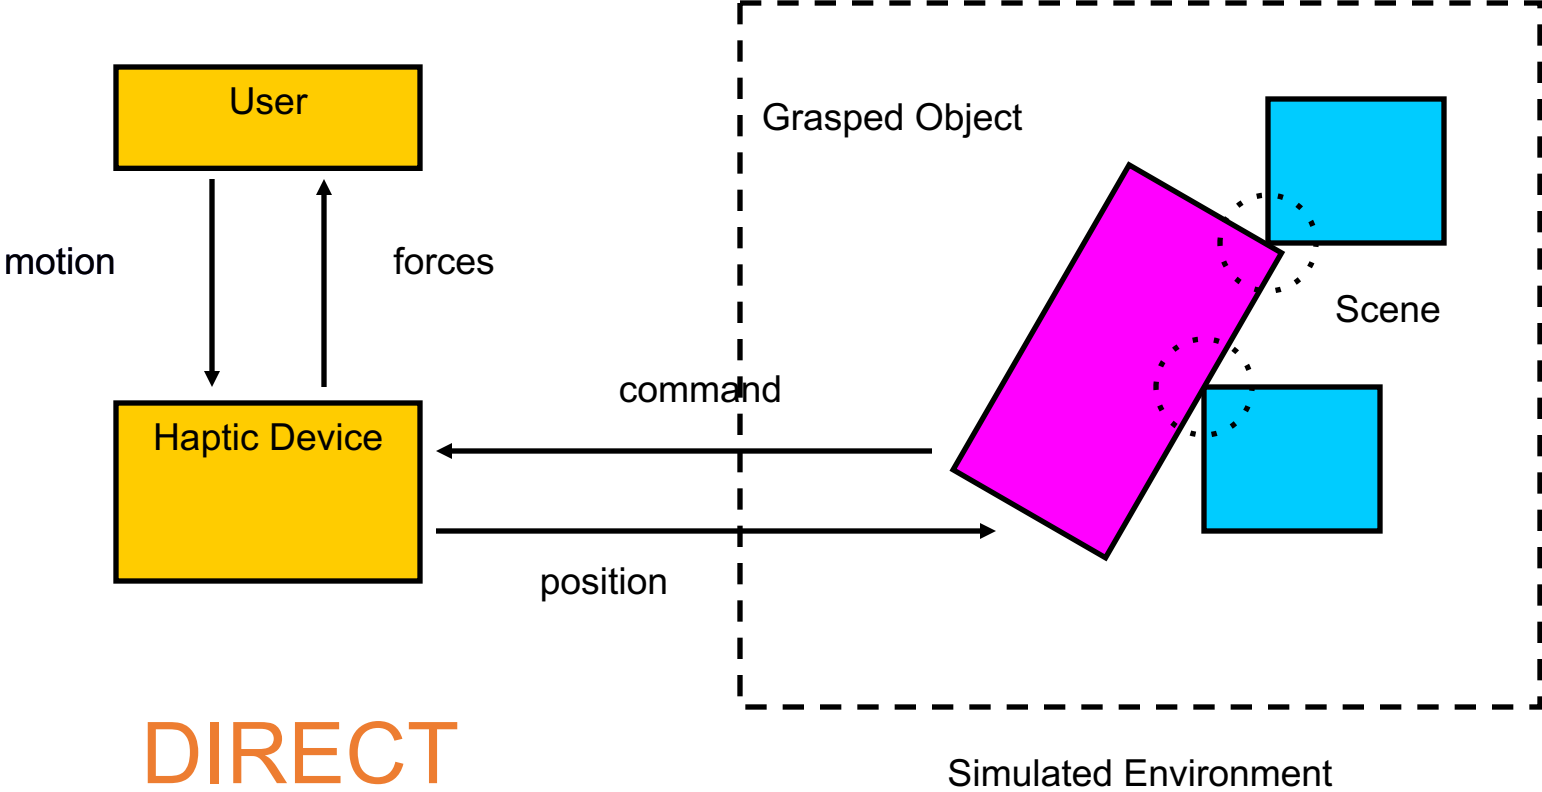 User
Grasped Object
motion
forces
Scene
command
Haptic Device
position
DIRECT
Simulated Environment